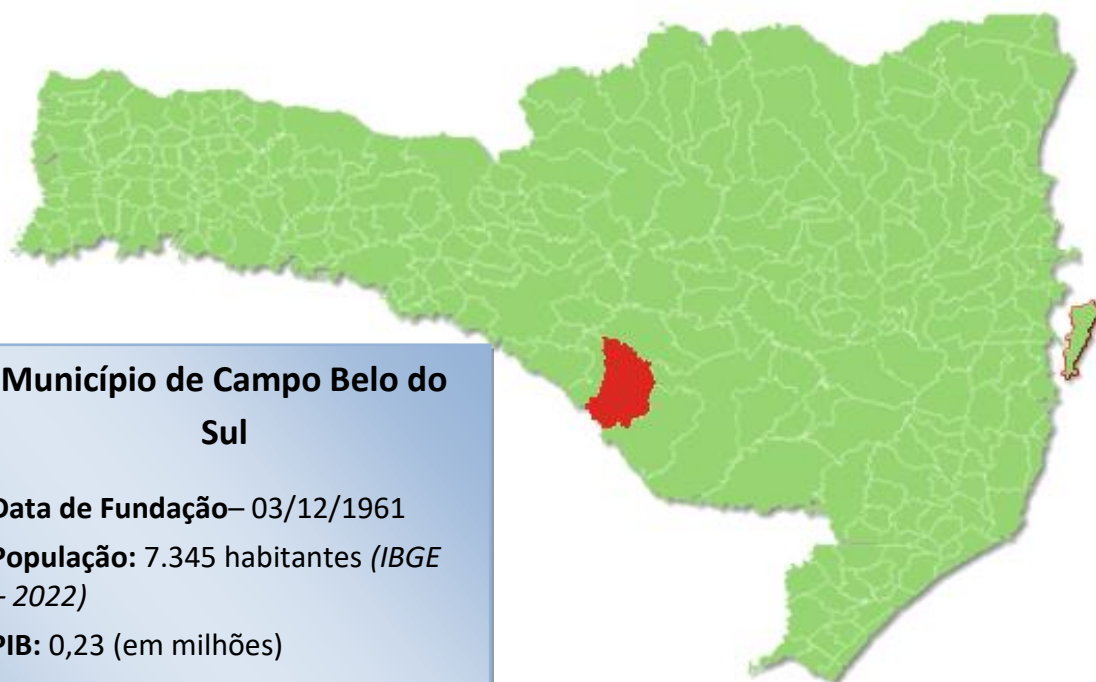 Município de Campo Belo do
Sul
Data de Fundação– 03/12/1961
População: 7.345 habitantes (IBGE
- 2022)
PIB: 0,23 (em milhões)